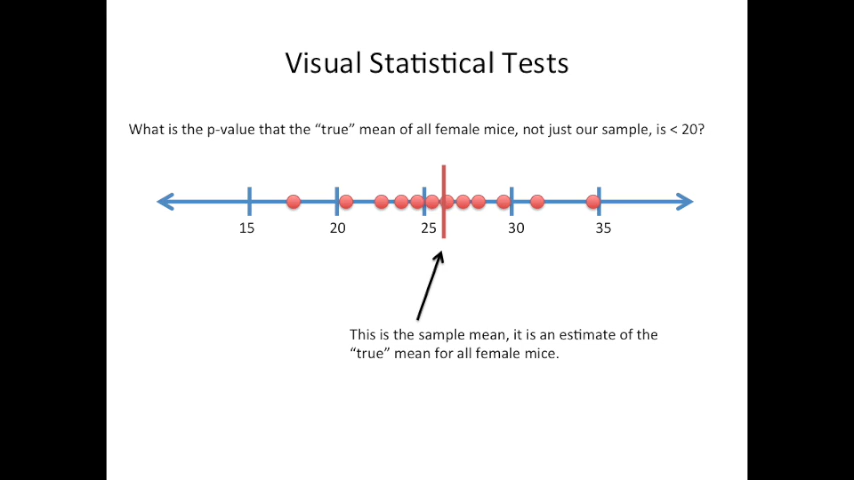 Visual Statistical Tests
What is the p-value that the “true” mean of all female mice, not just our sample, is < 20?
15 20 25 30 35
This is the sample mean, it is an estimate of the
“true” mean for all female mice.